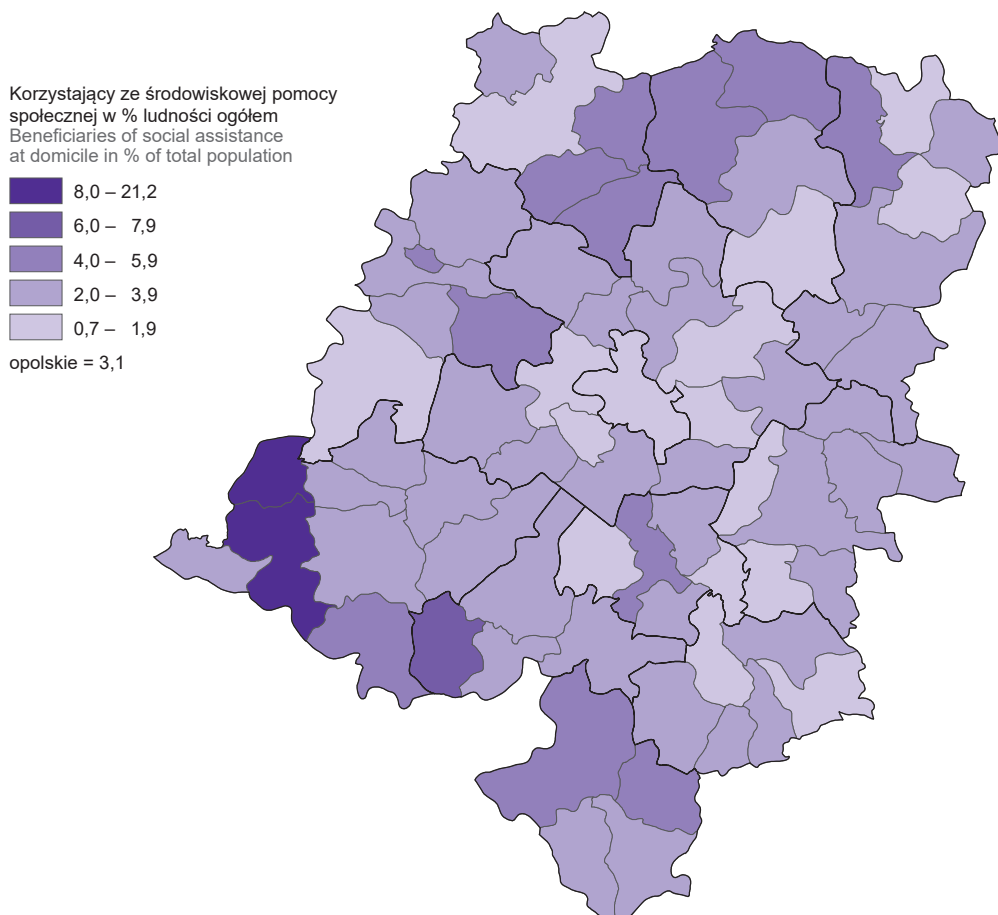 Korzystający ze środowiskowej pomocy
społecznej w % ludności ogółem
Beneficiaries of social assistance
at domicile in % of total population
8,0 – 21,2
6,0 – 7,9
4,0 – 5,9
2,0 – 3,9
0,7 – 1,9
opolskie = 3,1